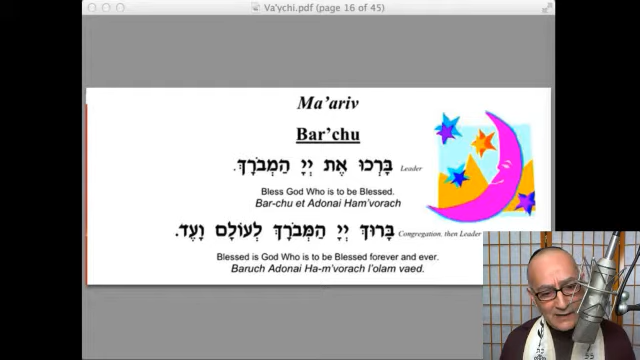 Va'ychi.pdf (page 16 of 45)
Ma'ariv
Bar'chu
בָּרְכוּ אֶת יְיָ הַמְבֹרָךְ. Leader
Bless God Who is to be Blessed.
Bar-chu et Adonai Ham'vorach
בָּרוּךְ יְיָ הַמְּבֹרָךְ לְעוֹלָם וָעֶד. Congregation, then Leader
Blessed is God Who is to be Blessed forever and ever.
Baruch Adonai Ha-m'vorach l'olam vaed.